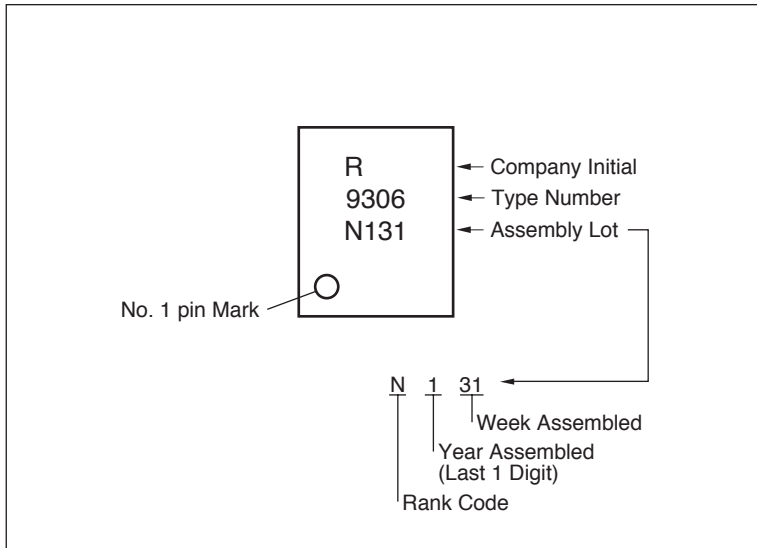 R
9306
N131
Company Initial
Type Number
Assembly Lot
No. 1 pin Mark
N 1 31
Week Assembled
Year Assembled
(Last 1 Digit)
Rank Code